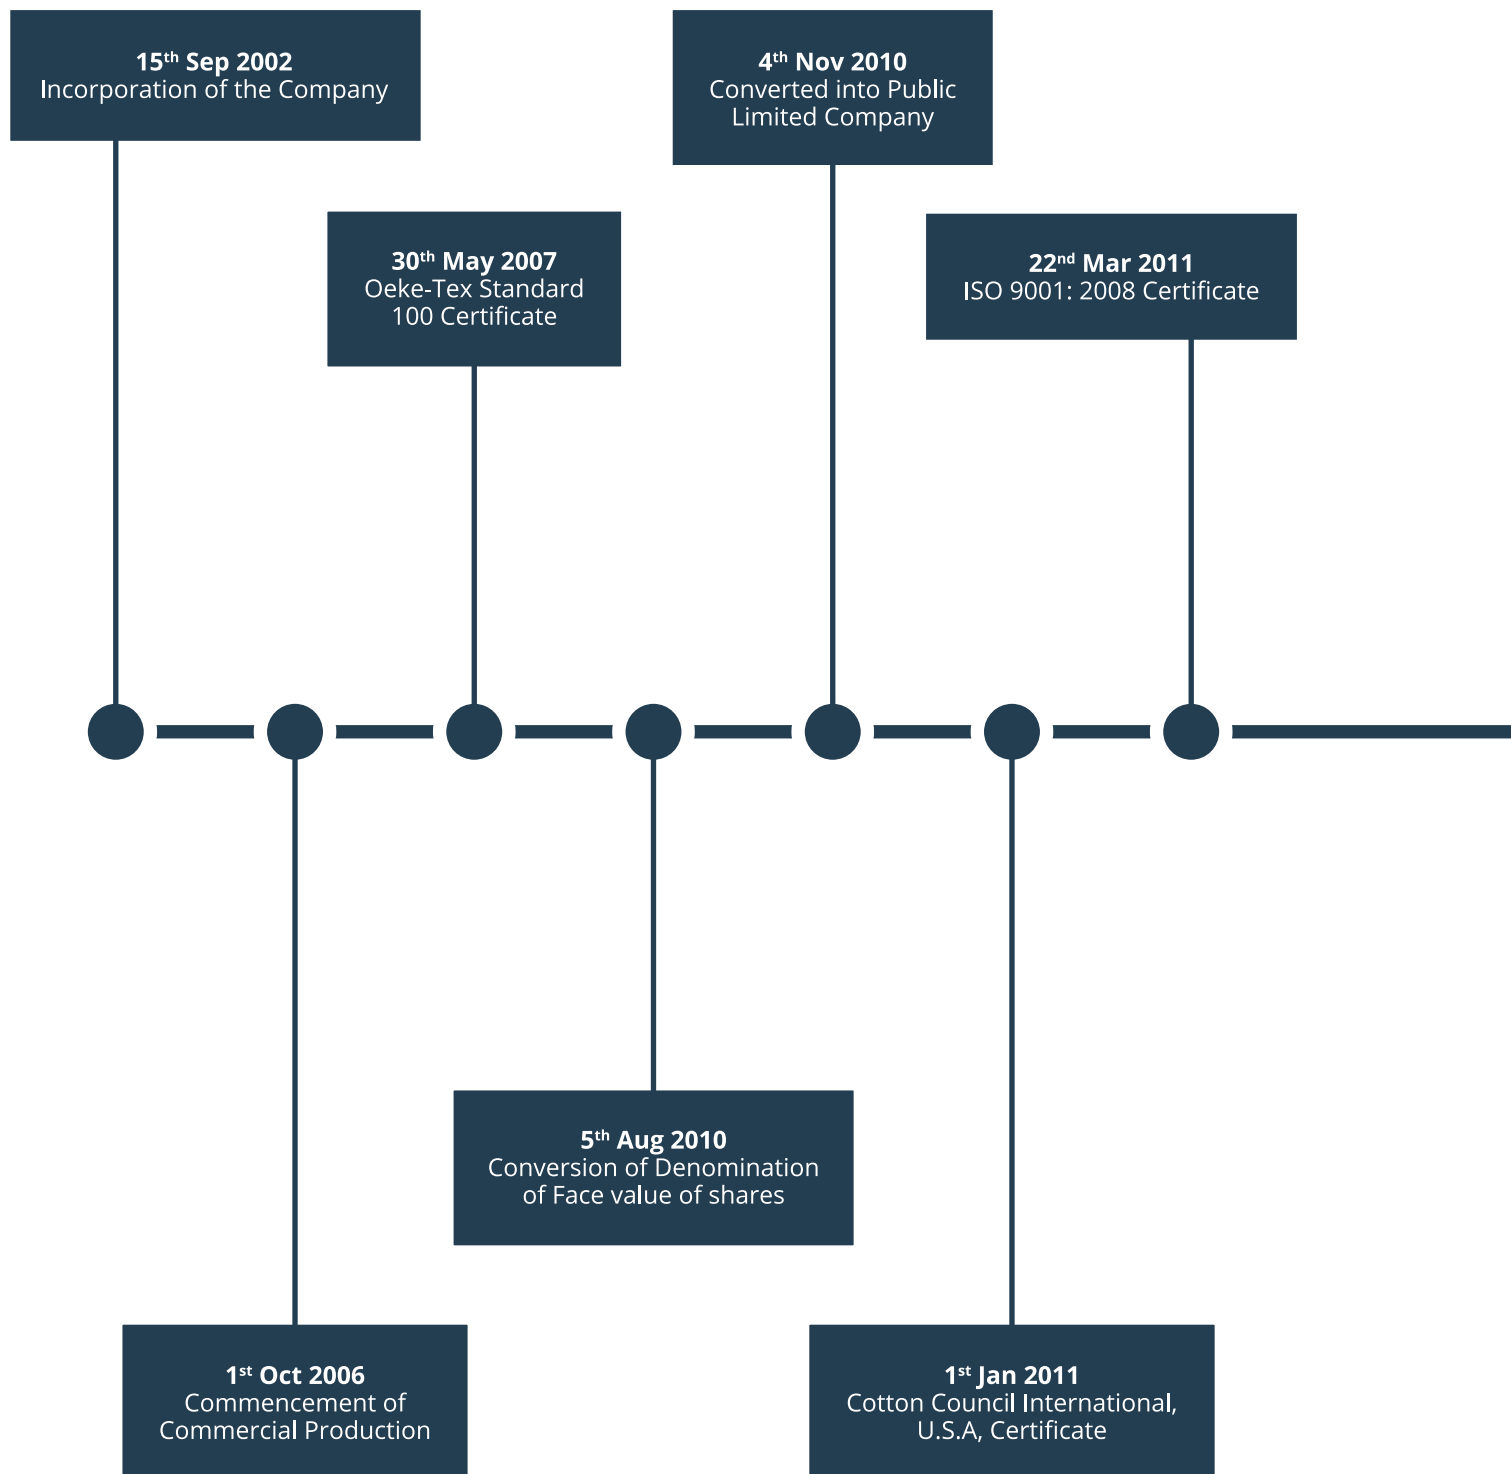 15th Sep 2002
Incorporation of the Company
4th Nov 2010
Converted into Public
Limited Company
30th May 2007
Oeke-Tex Standard
100 Certificate
22nd Mar 2011
ISO 9001: 2008 Certificate
5th Aug 2010
Conversion of Denomination
of Face value of shares
1st Oct 2006
Commencement of
Commercial Production
1st Jan 2011
Cotton Council International,
U.S.A, Certificate